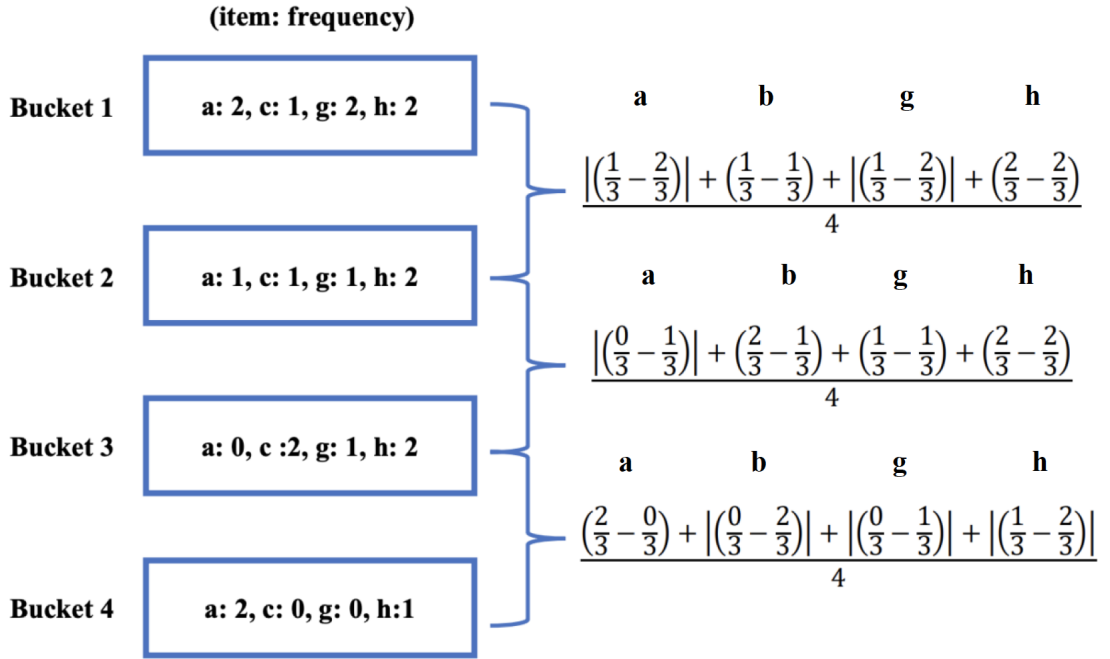 (item: frequency)
Bucket 1
a: 2, c: 1, g: 2, h: 2
a b g h
|(1/3 − 2/3)| + (1/3 − 1/3) + |(1/3 − 2/3)| + (2/3 − 2/3)
4
Bucket 2
a: 1, c: 1, g: 1, h: 2
a b g h
|(0/3 − 1/3)| + (2/3 − 1/3) + (1/3 − 1/3) + (2/3 − 2/3)
4
Bucket 3
a: 0, c :2, g: 1, h: 2
a b g h
(2/3 − 0/3) + |(0/3 − 2/3)| + |(0/3 − 1/3)| + |(1/3 − 2/3)|
4
Bucket 4
a: 2, c: 0, g: 0, h:1